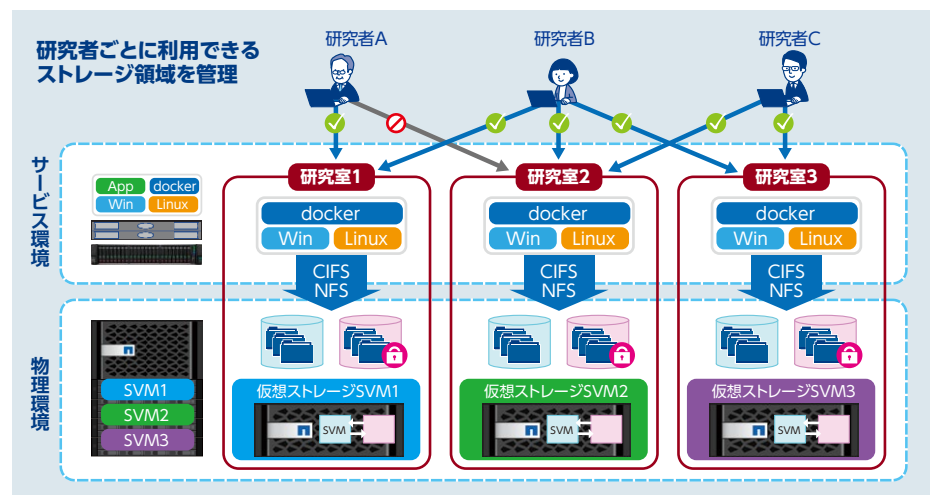 研究者ごとに利用できる
ストレージ領域を管理
研究者A
研究者B
研究者C
サービス環境
App
docker
Win
Linux
研究室1
docker
Win
Linux
CIFS
NFS
研究室2
docker
Win
Linux
CIFS
NFS
研究室3
docker
Win
Linux
CIFS
NFS
物理環境
SVM1
SVM2
SVM3
仮想ストレージSVM1
SVM
仮想ストレージSVM2
SVM
仮想ストレージSVM3
SVM